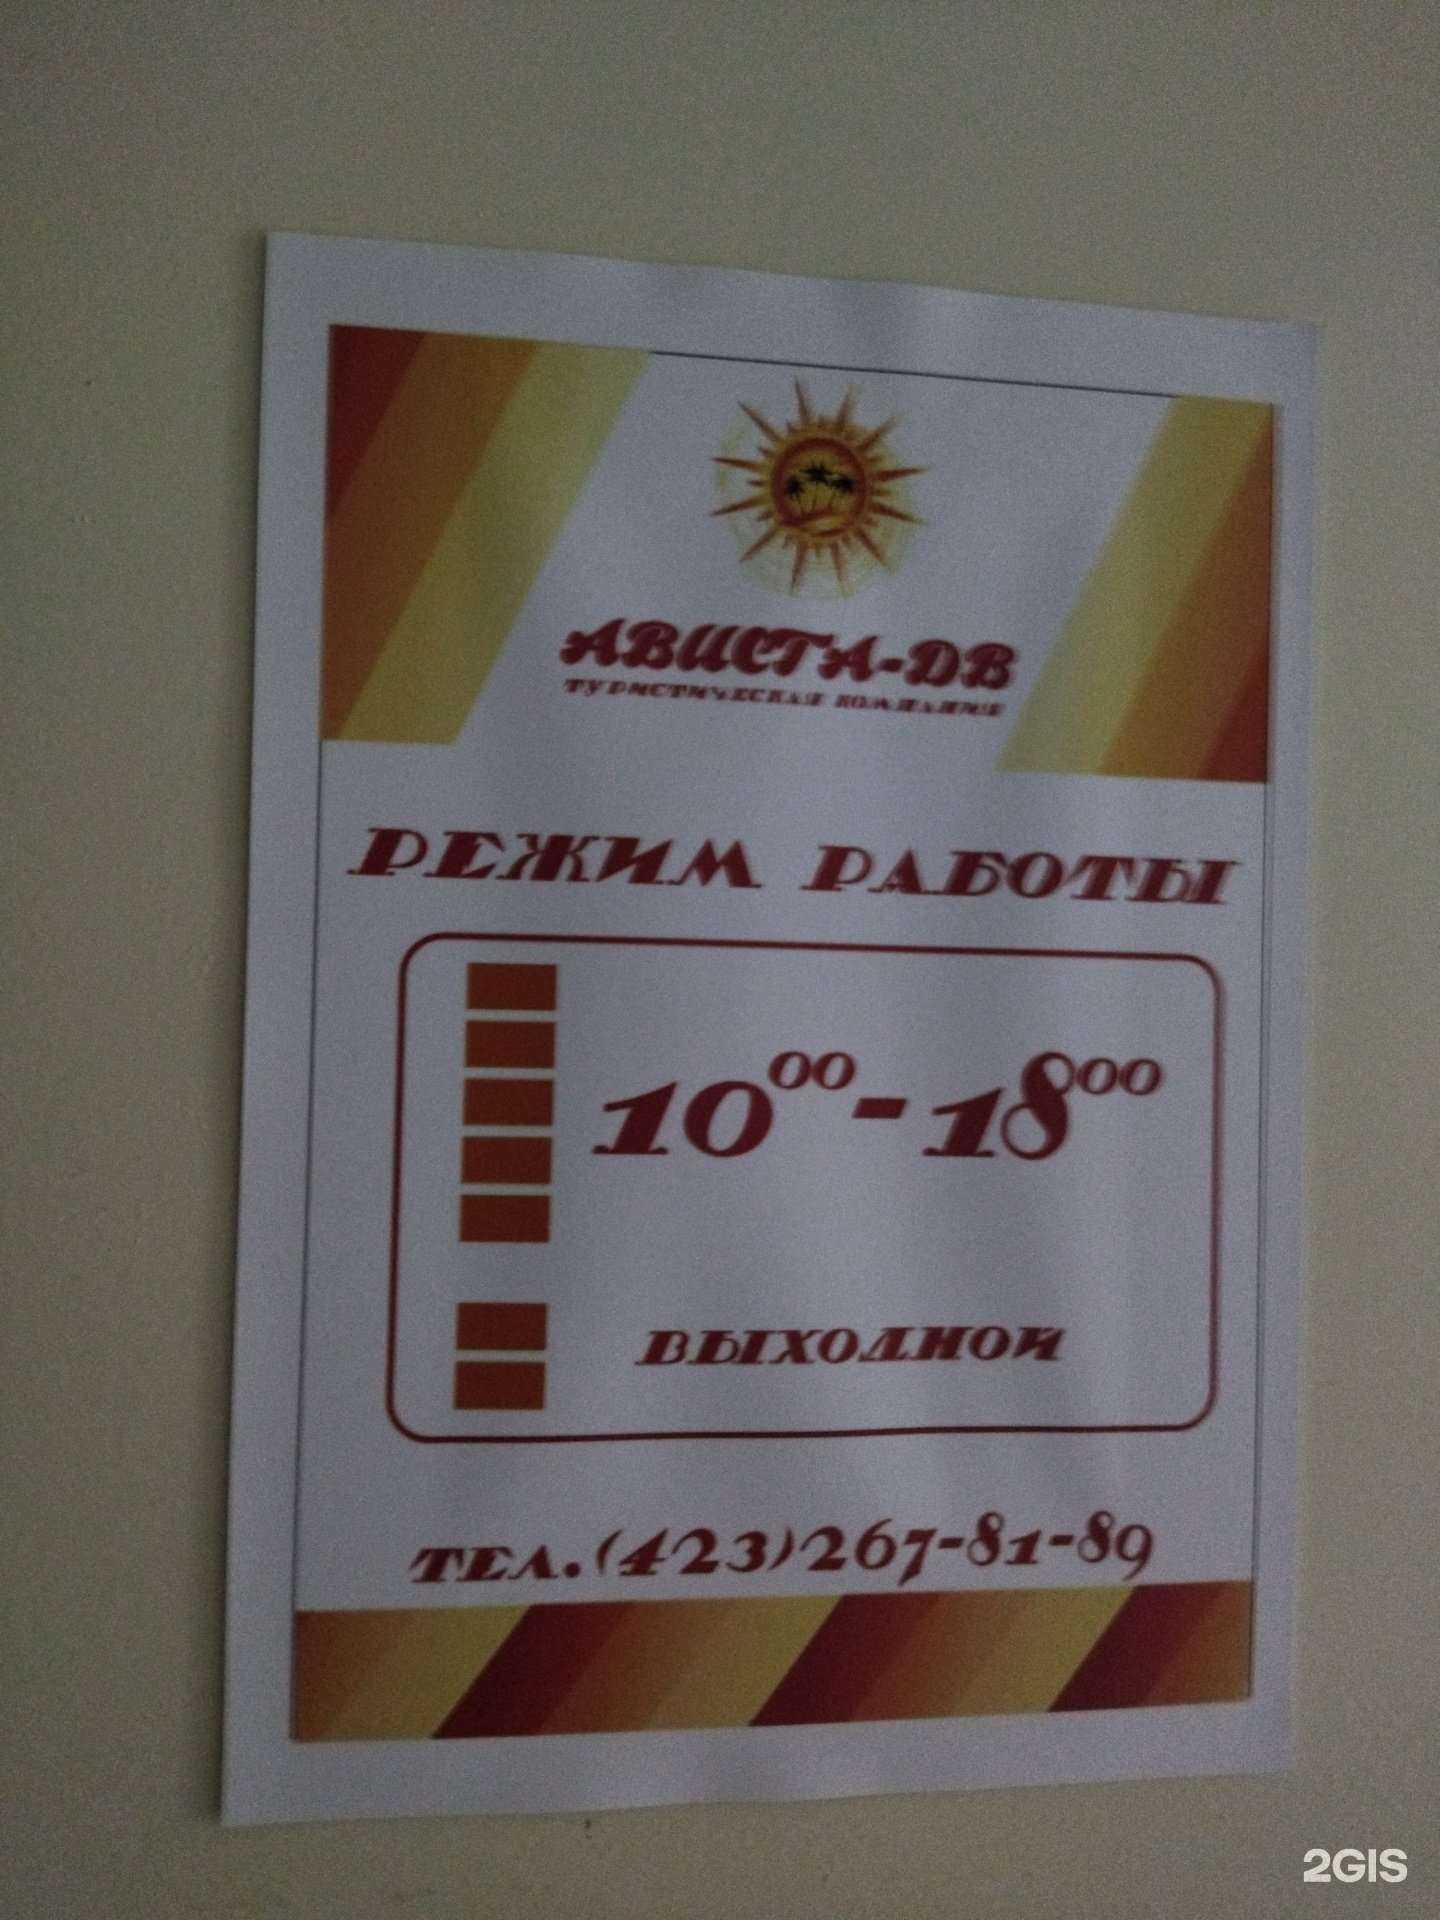 АВИСТА-ДВ
ТУРИСТИЧЕСКАЯ КОМПАНИЯ
РЕЖИМ РАБОТЫ
10⁰⁰-18⁰⁰
ВЫХОДНОЙ
ТЕЛ.(423)267-81-89
2GIS